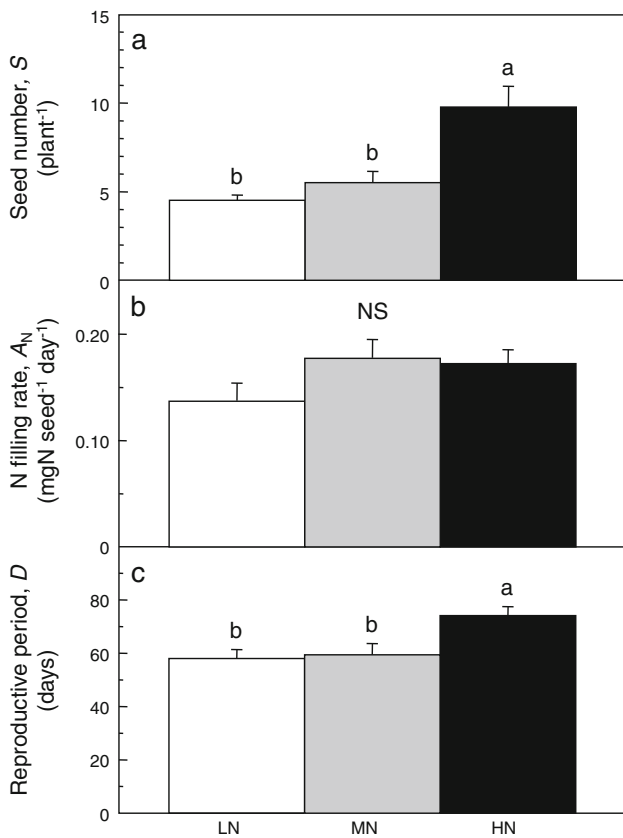 Seed number, S
(plant-1)
15
10
5
0
a
b
b
a
N filling rate, AN
(mgN seed-1 day-1)
0.20
0.10
0
b
NS
Reproductive period, D
(days)
80
60
40
20
0
c
b
b
a
LN MN HN